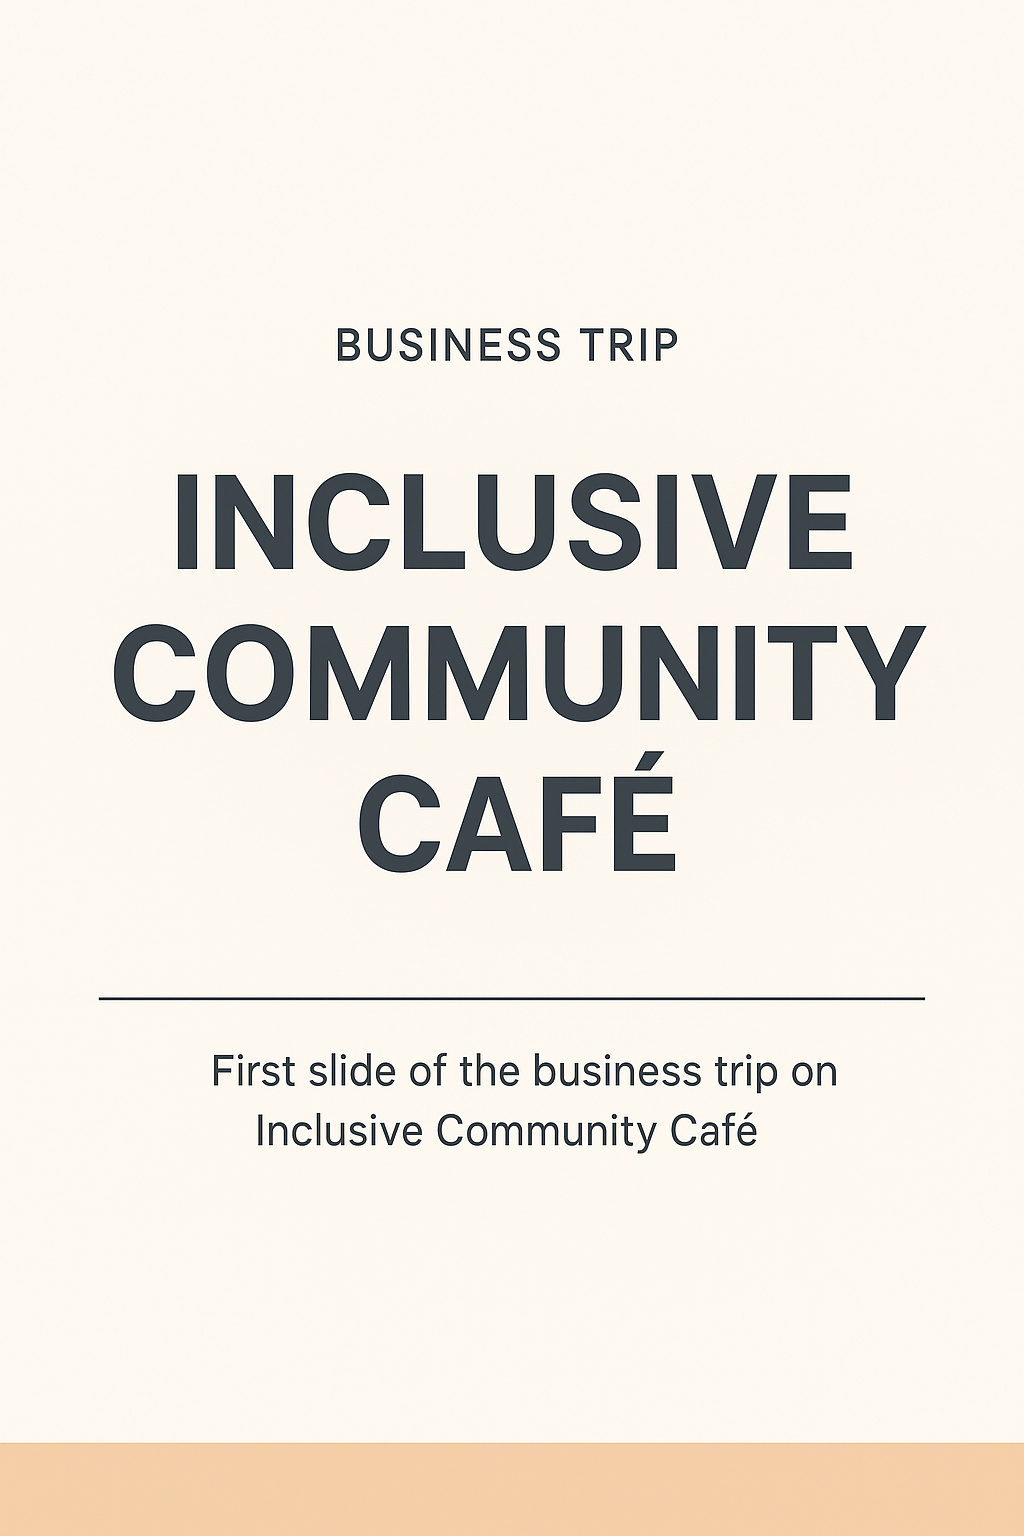 BUSINESS TRIP
INCLUSIVE
COMMUNITY
CAFÉ
First slide of the business trip on
Inclusive Community Café